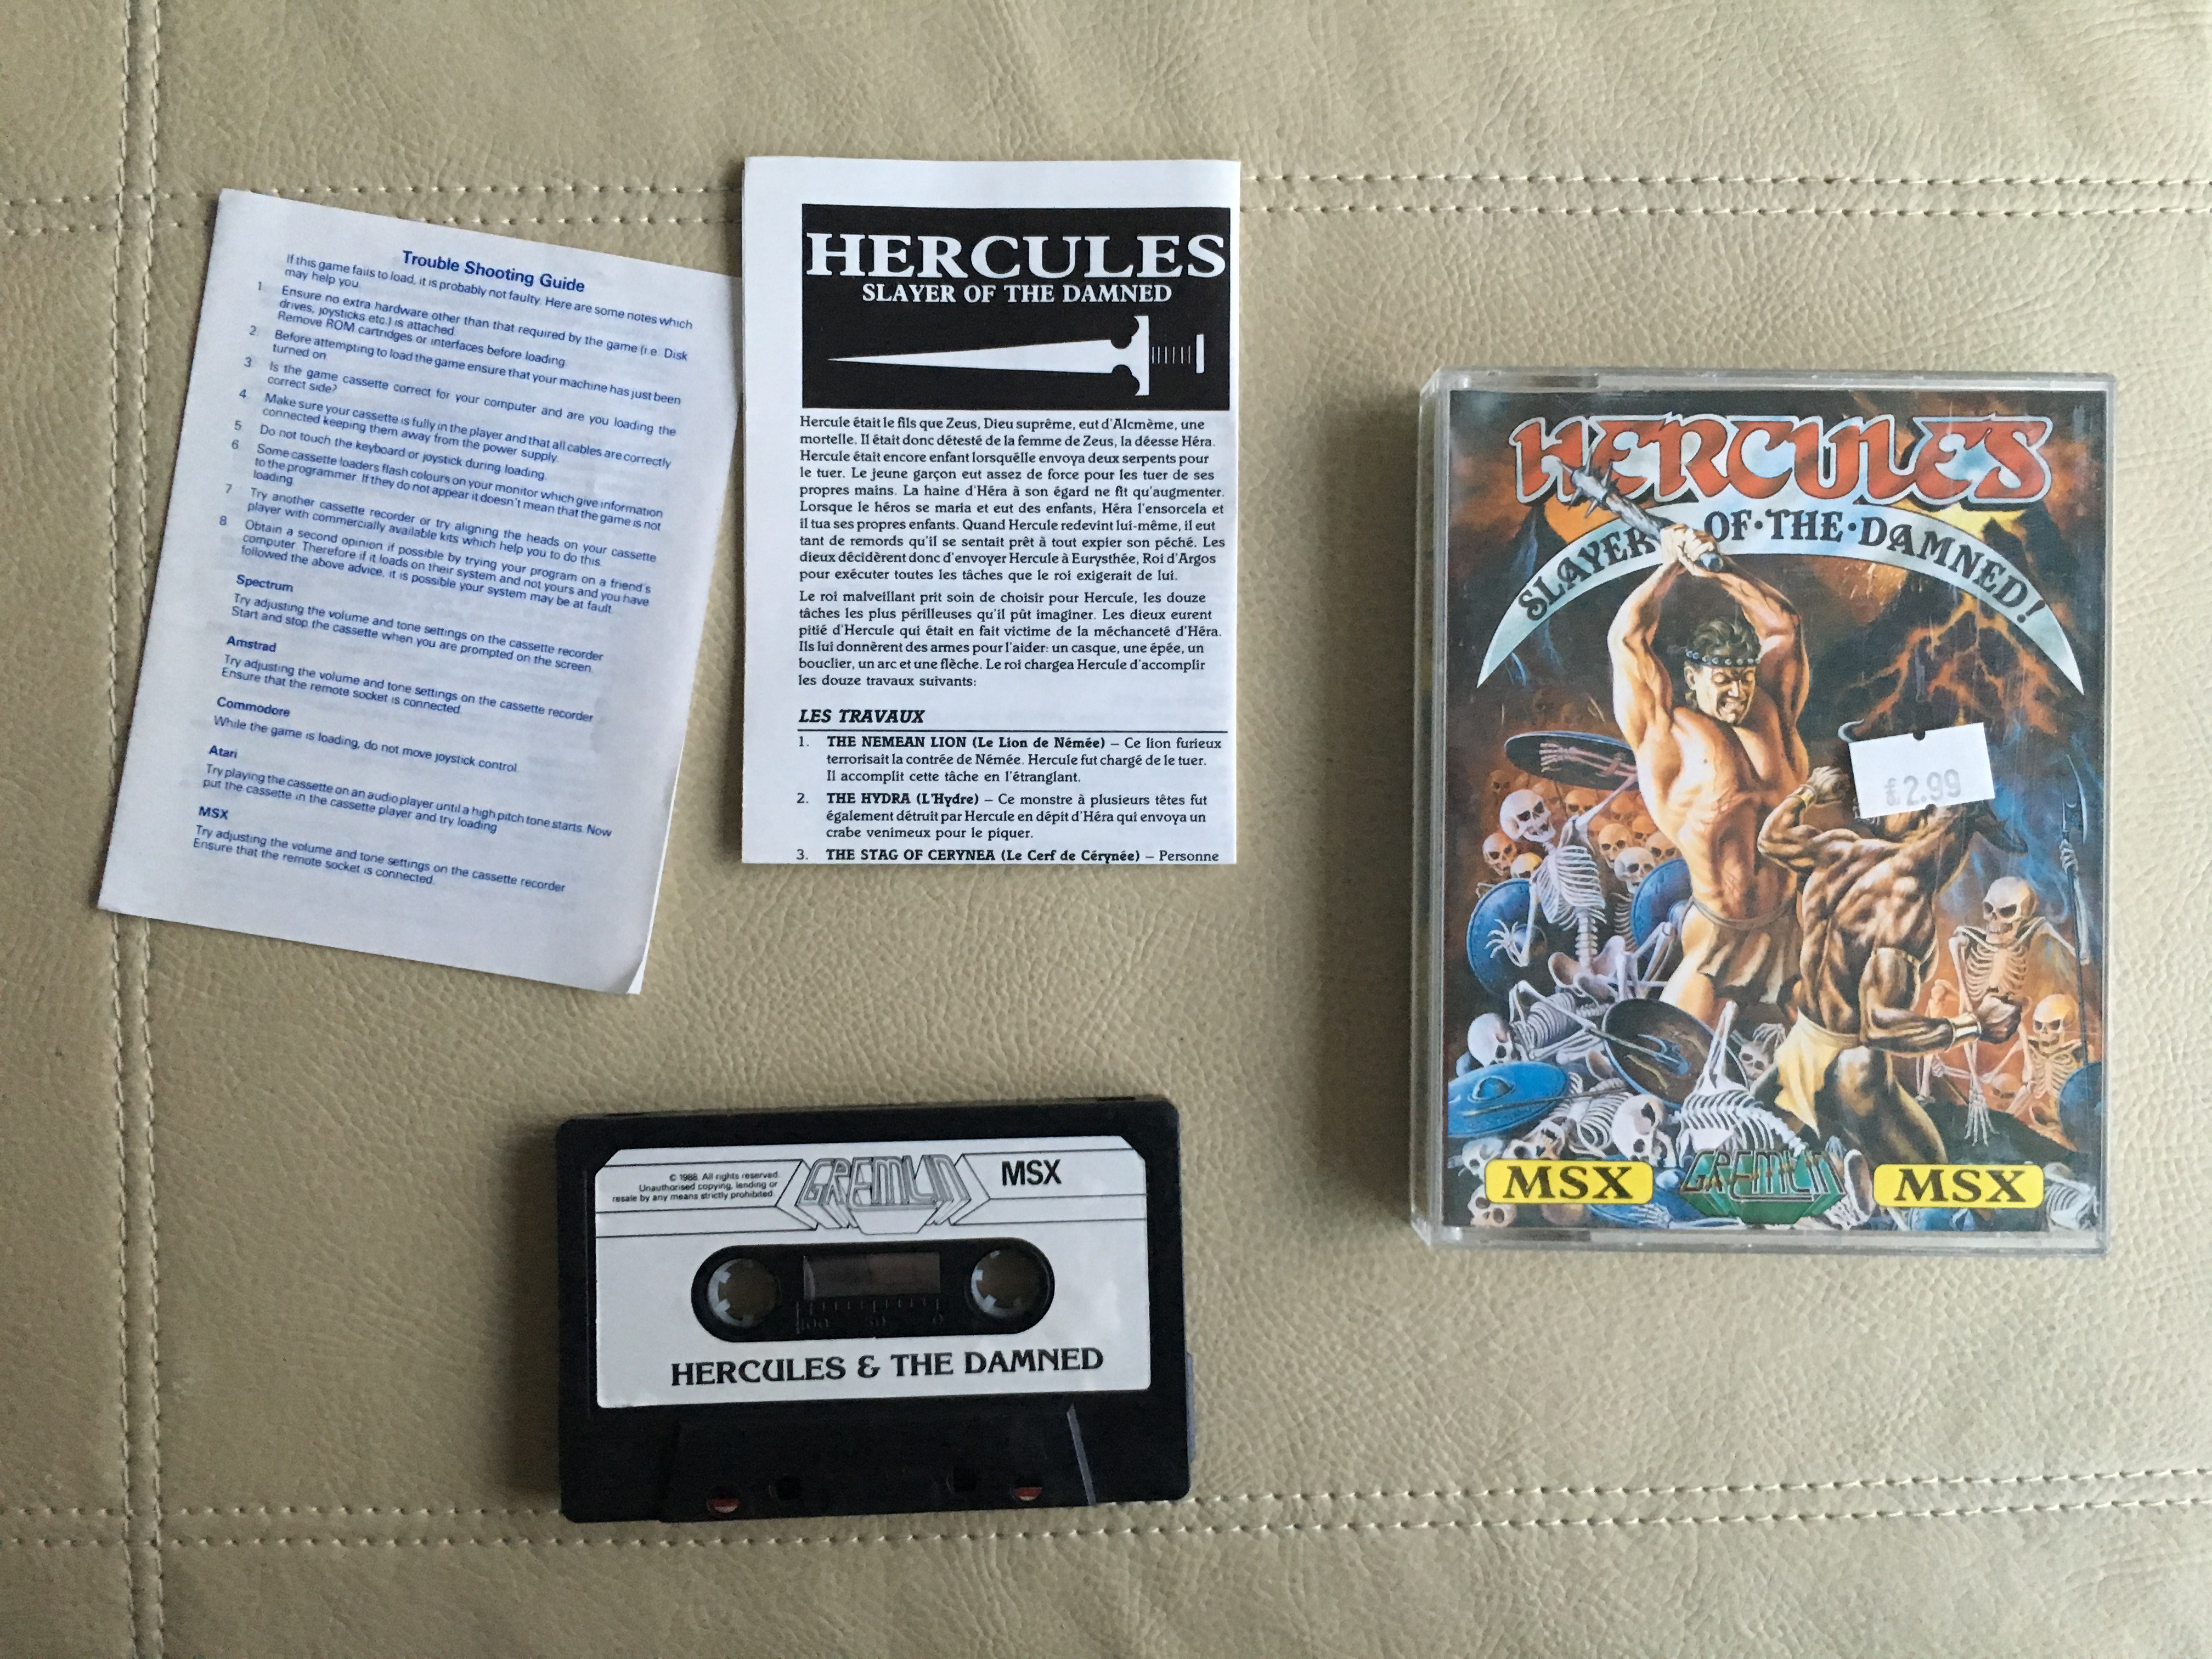 Trouble Shooting Guide
If this game fails to load, it is probably not faulty. Here are some notes which
may help you.
1. Ensure no extra hardware other than that required by the game (i.e. Disk
drives, joysticks etc.) is attached.
Remove ROM cartridges or interfaces before loading.
2. Before attempting to load the game ensure that your machine has just been
turned on
3. Is the game cassette correct for your computer and are you loading the
correct side?
4. Make sure your cassette is fully in the player and that all cables are correctly
connected keeping them away from the power supply.
5. Do not touch the keyboard or joystick during loading.
6. Some cassette loaders flash colours on your monitor which give information
to the programmer. If they do not appear it doesn't mean that the game is not
loading.
7. Try another cassette recorder or try aligning the heads on your cassette
player with commercially available kits which help you to do this.
8. Obtain a second opinion if possible by trying your program on a friend's
computer. Therefore if it loads on their system and not yours and you have
followed the above advice, it is possible your system may be at fault.
Spectrum
Try adjusting the volume and tone settings on the cassette recorder
Start and stop the cassette when you are prompted on the screen.
Amstrad
Try adjusting the volume and tone settings on the cassette recorder
Ensure that the remote socket is connected.
Commodore
While the game is loading, do not move joystick control.
Atari
Try playing the cassette on an audio player until a high pitch tone starts. Now
put the cassette in the cassette player and try loading
MSX
Try adjusting the volume and tone settings on the cassette recorder
Ensure that the remote socket is connected.
HERCULES
SLAYER OF THE DAMNED
Hercule était le fils que Zeus, Dieu suprême, eut d'Alcmème, une
mortelle. Il était donc détesté de la femme de Zeus, la déesse Héra.
Hercule était encore enfant lorsquélle envoya deux serpents pour
le tuer. Le jeune garçon eut assez de force pour les tuer de ses
propres mains. La haine d'Héra à son égard ne fit qu'augmenter.
Lorsque le héros se maria et eut des enfants, Héra l'ensorcela et
il tua ses propres enfants. Quand Hercule redevint lui-même, il eut
tant de remords qu'il se sentait prêt à tout expier son péché. Les
dieux décidèrent donc d'envoyer Hercule à Eurysthée, Roi d'Argos
pour exécuter toutes les tâches que le roi exigerait de lui.
Le roi malveillant prit soin de choisir pour Hercule, les douze
tâches les plus périlleuses qu'il pût imaginer. Les dieux eurent
pitié d'Hercule qui était en fait victime de la méchanceté d'Héra.
Ils lui donnèrent des armes pour l'aider: un casque, une épée, un
bouclier, un arc et une flèche. Le roi chargea Hercule d'accomplir
les douze travaux suivants:
LES TRAVAUX
1. THE NEMEAN LION (Le Lion de Némée) – Ce lion furieux
terrorisait la contrée de Némée. Hercule fut chargé de le tuer.
Il accomplit cette tâche en l'étranglant.
2. THE HYDRA (L'Hydre) – Ce monstre à plusieurs têtes fut
également détruit par Hercule en dépit d'Héra qui envoya un
crabe venimeux pour le piquer.
3. THE STAG OF CERYNEA (Le Cerf de Cérynée) – Personne
HERCULES
SLAYER OF·THE·DAMNED!
£2.99
MSX GREMLIN MSX
© 1988. All rights reserved.
Unauthorised copying, lending or
resale by any means strictly prohibited.
GREMLIN
MSX
100 50 0
HERCULES & THE DAMNED